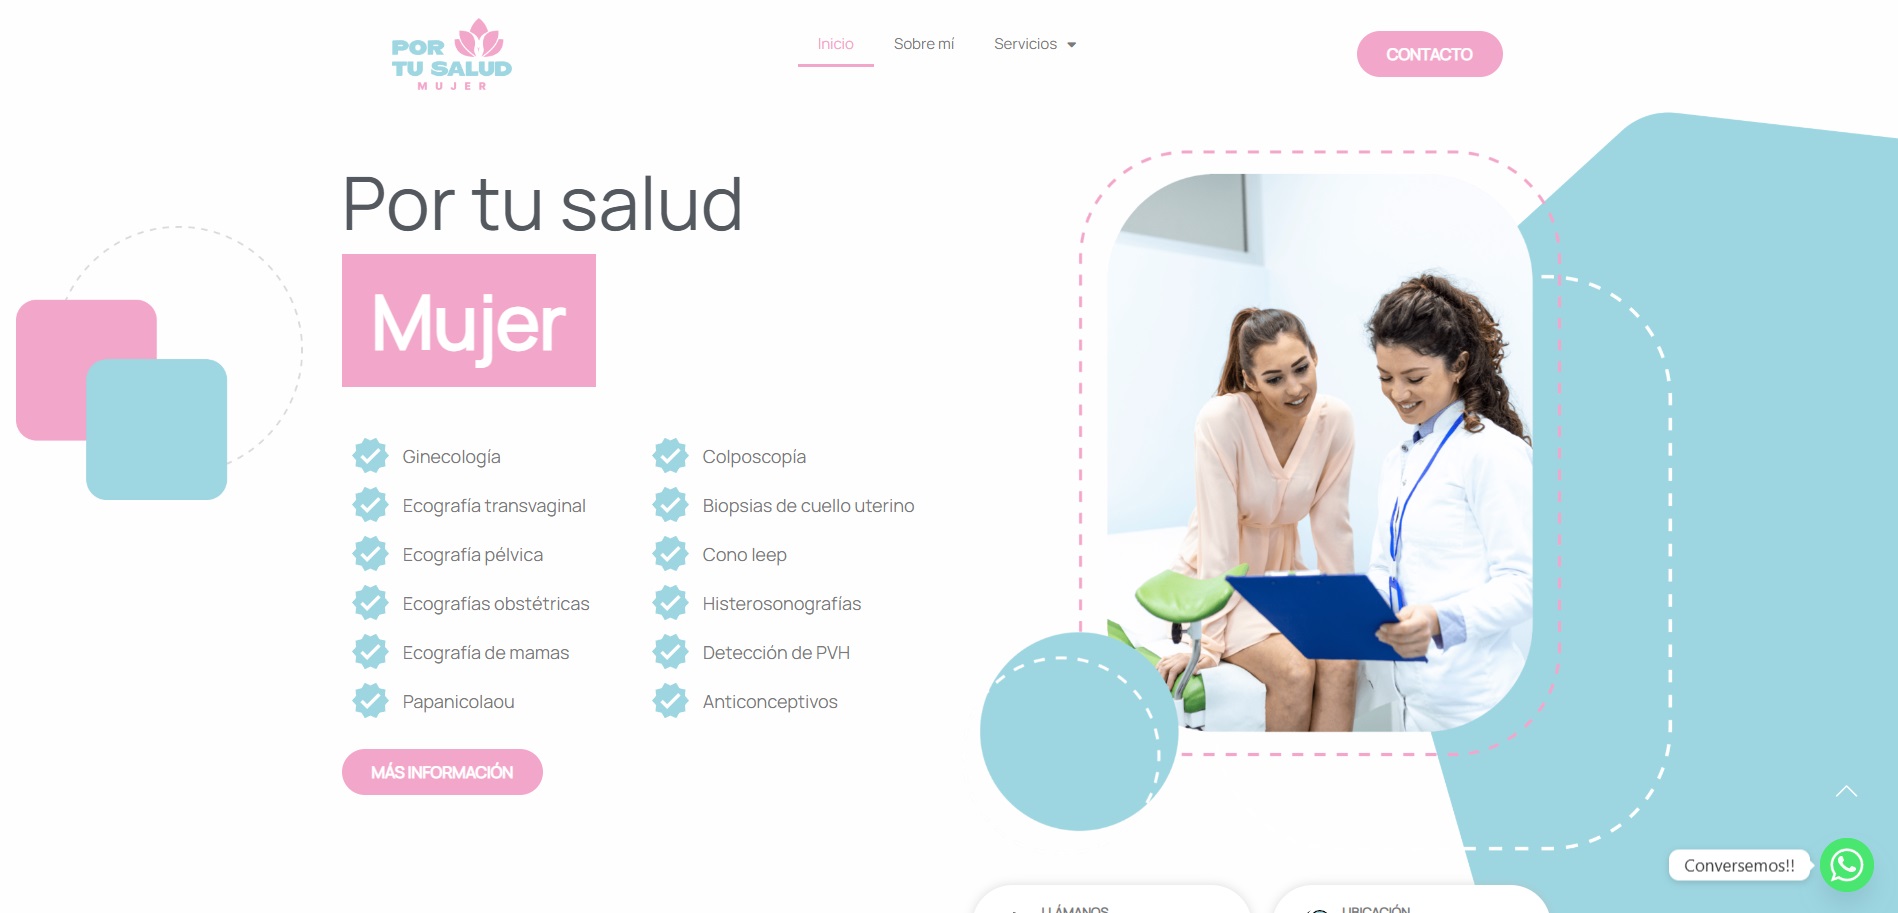 POR
TU SALUD
MUJER
Inicio
Sobre mí
Servicios
CONTACTO
Por tu salud
Mujer
Ginecología
Ecografía transvaginal
Ecografía pélvica
Ecografías obstétricas
Ecografía de mamas
Papanicolaou
Colposcopía
Biopsias de cuello uterino
Cono leep
Histerosonografías
Detección de PVH
Anticonceptivos
MÁS INFORMACIÓN
Conversemos!!
LLÁMANOS
UBICACIÓN